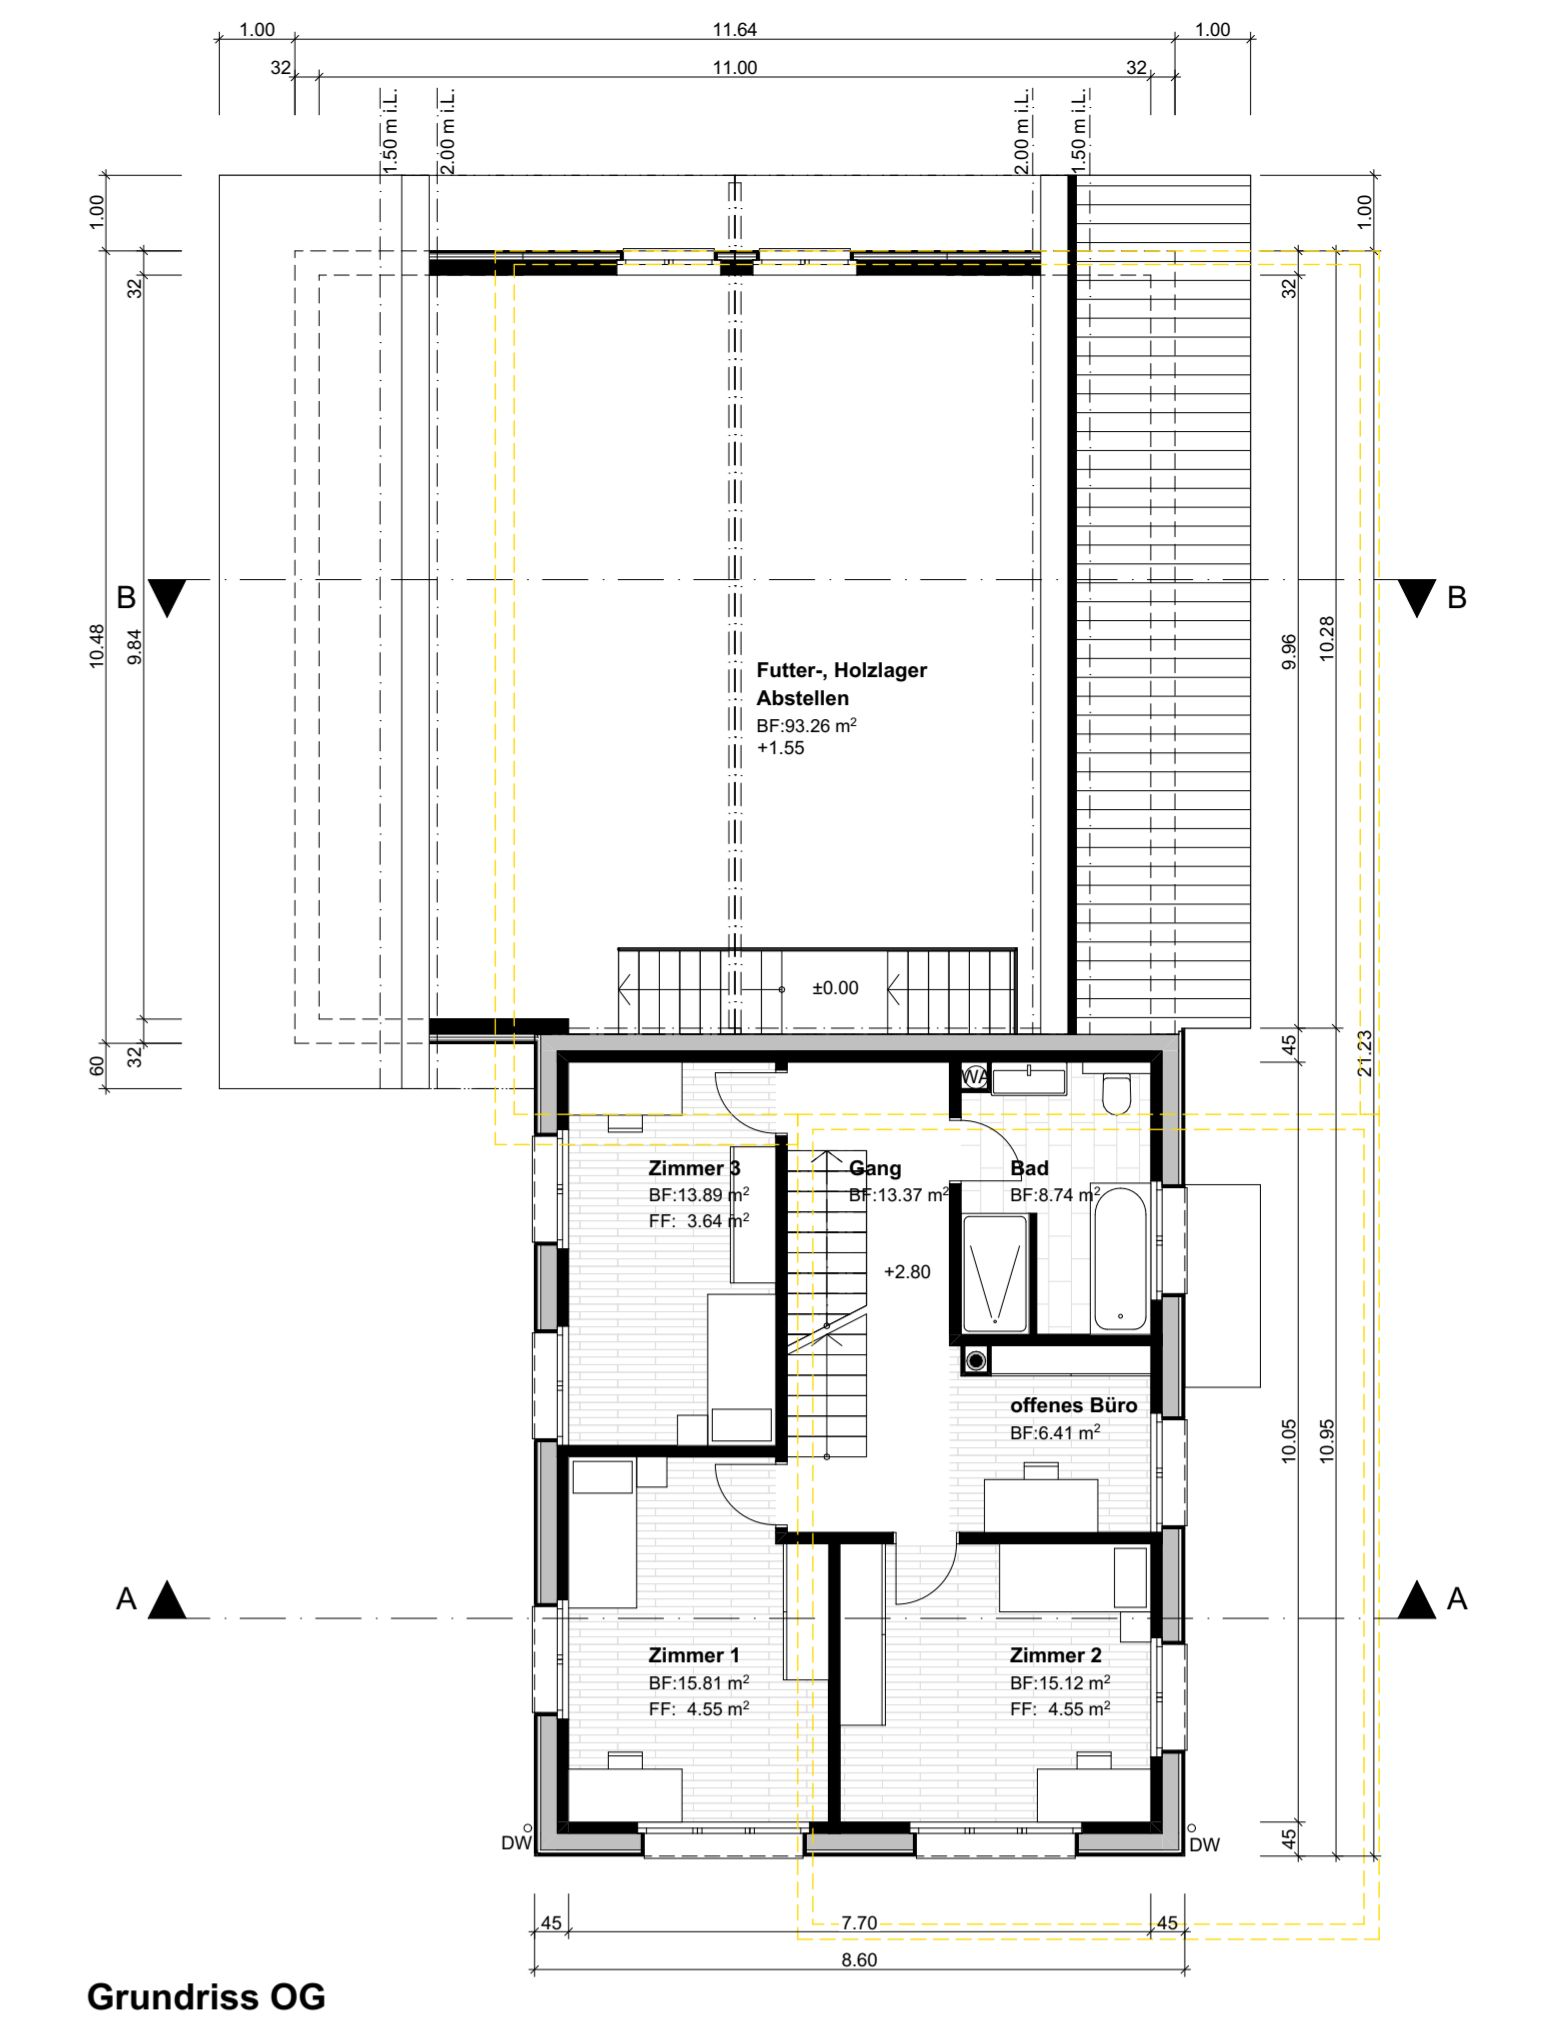 1.00
11.64
1.00
32
11.00
32
1.50 m i.L.
2.00 m i.L.
2.00 m i.L.
1.50 m i.L.
1.00
1.00
32
32
B
B
10.48
9.84
9.96
10.28
Futter-, Holzlager
Abstellen
BF:93.26 m²
+1.55
±0.00
60
32
45
21.23
WA
Zimmer 3
BF:13.89 m²
FF: 3.64 m²
Gang
BF:13.37 m²
Bad
BF:8.74 m²
+2.80
offenes Büro
BF:6.41 m²
10.05
10.95
A
A
Zimmer 1
BF:15.81 m²
FF: 4.55 m²
Zimmer 2
BF:15.12 m²
FF: 4.55 m²
DW
DW
45
45
7.70
45
8.60
Grundriss OG